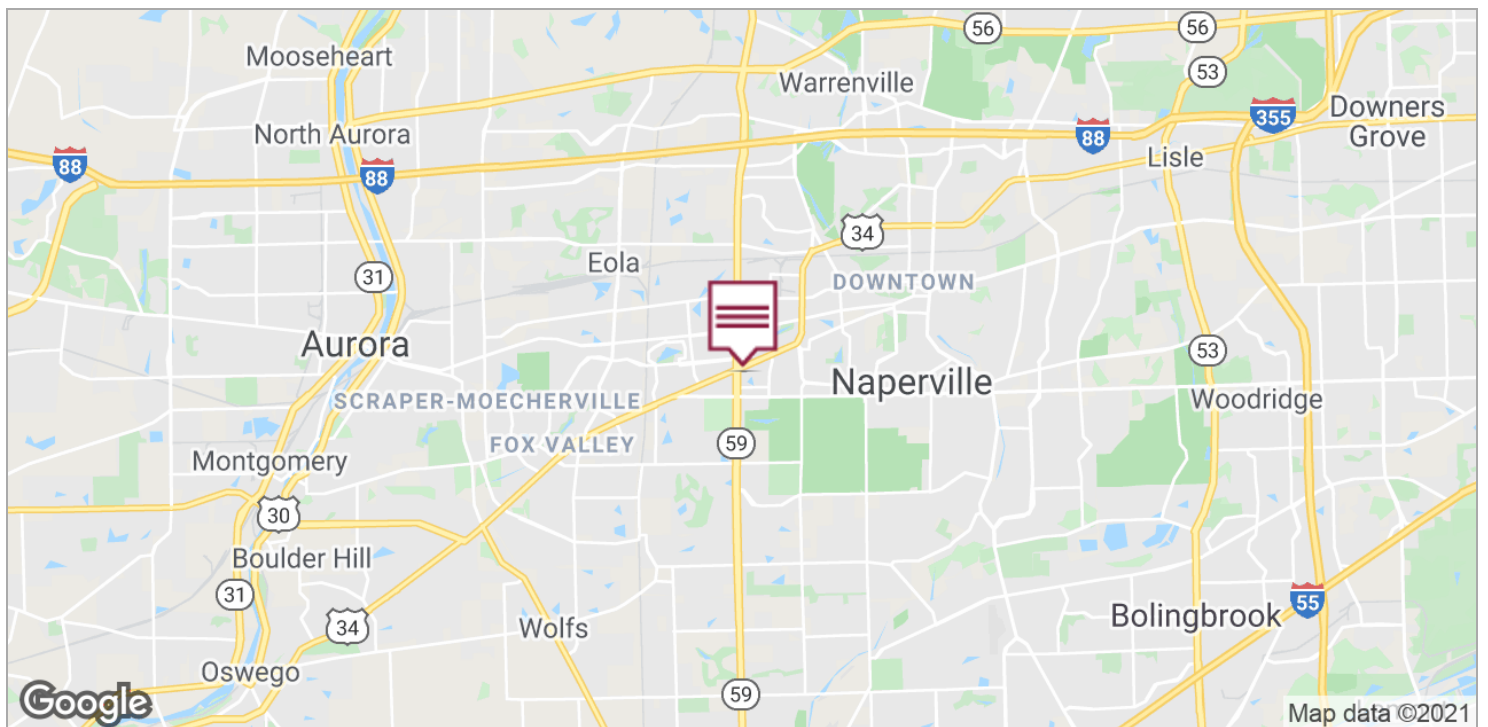 56
56
Mooseheart
53
Warrenville
Downers
Grove
355
North Aurora
88
88
88
Lisle
34
Eola
31
DOWNTOWN
Aurora
53
Naperville
SCRAPER-MOECHERVILLE
Woodridge
FOX VALLEY
59
Montgomery
30
Boulder Hill
31
55
Bolingbrook
34
Wolfs
Oswego
59
Google
Map data ©2021